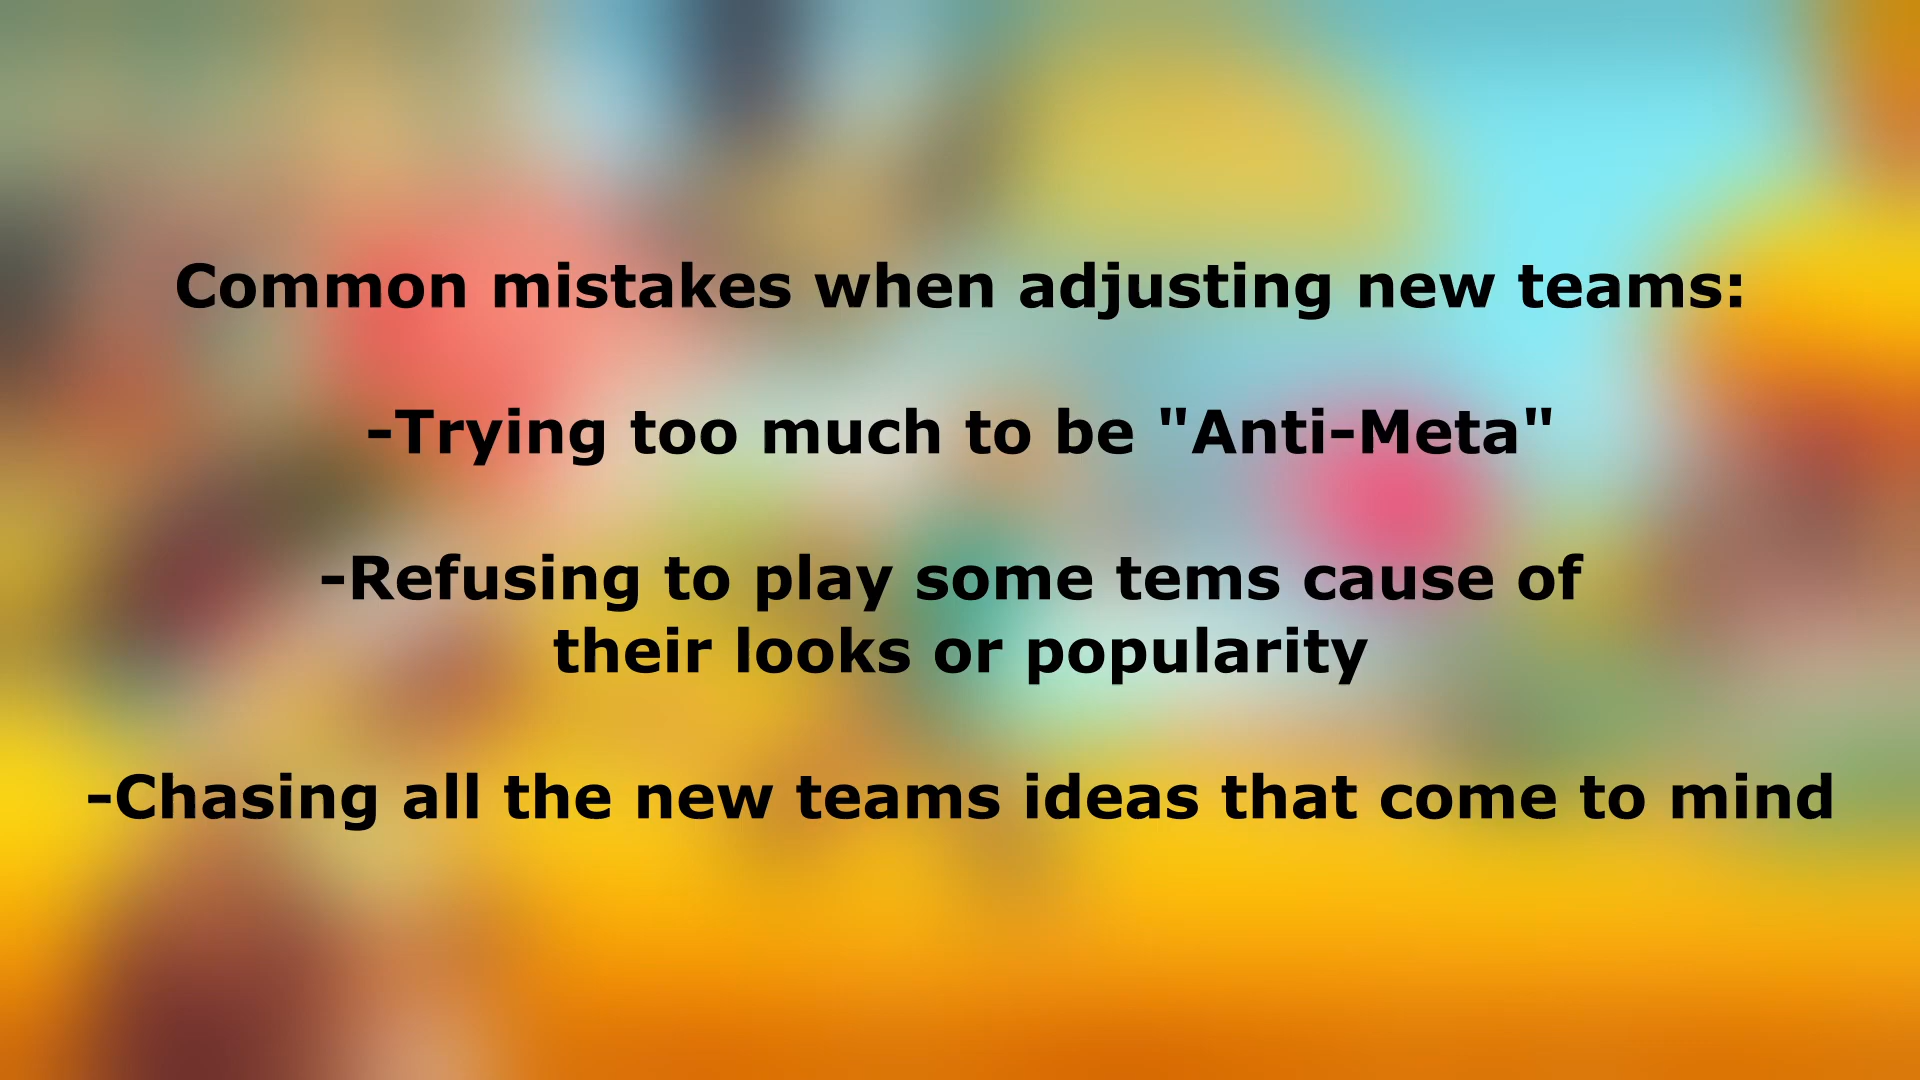 Common mistakes when adjusting new teams:
-Trying too much to be "Anti-Meta"
-Refusing to play some tems cause of
their looks or popularity
-Chasing all the new teams ideas that come to mind